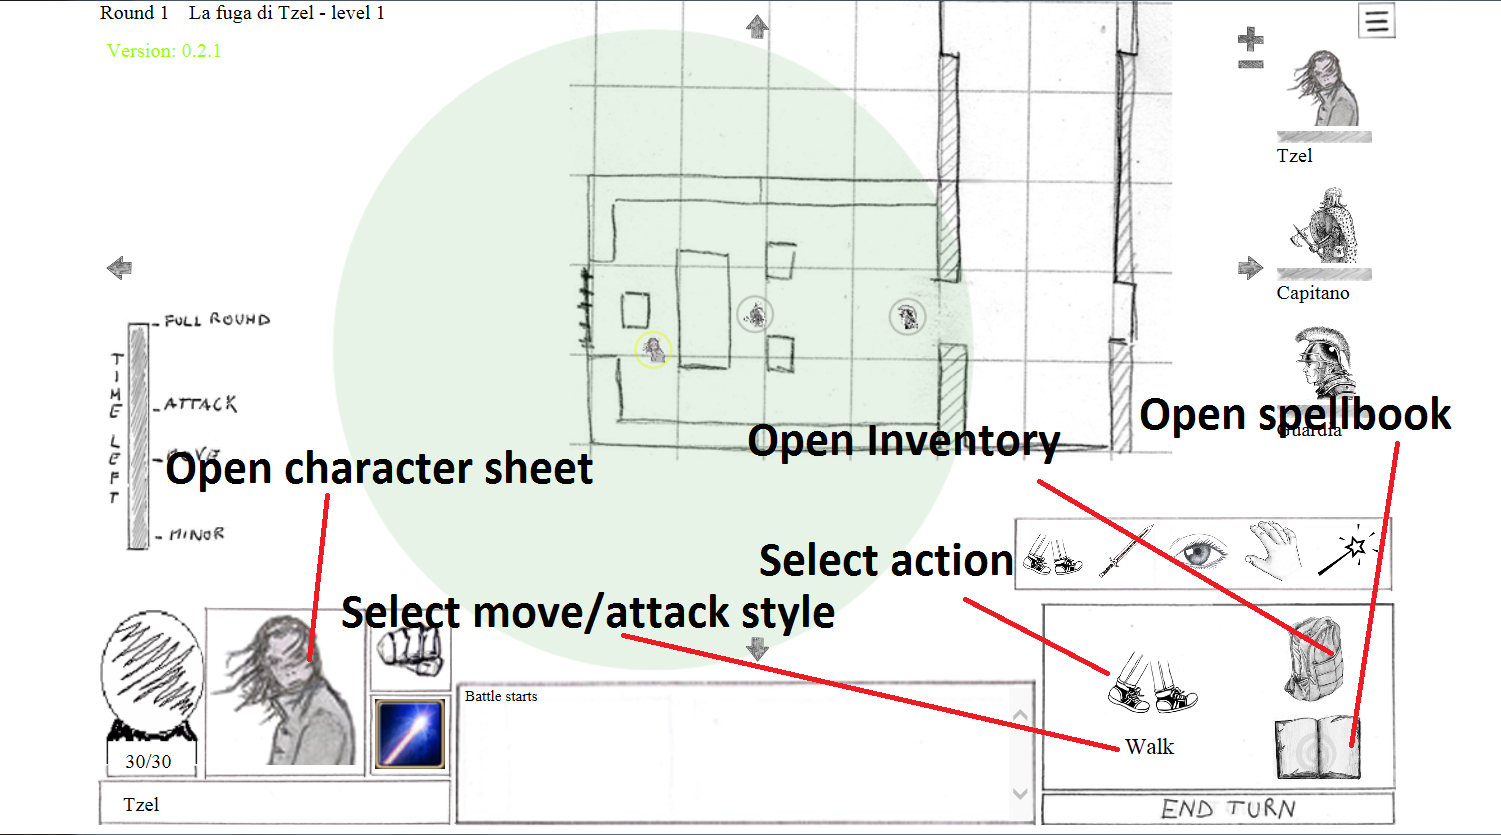 Round 1 La fuga di Tzel - level 1
Version: 0.2.1
Tzel
Capitano
Guardia
FULL ROUND
TIME LEFT
ATTACK
MOVE
MINOR
Open character sheet
Open Inventory
Open spellbook
Select action
Select move/attack style
30/30
Tzel
Battle starts
Walk
END TURN